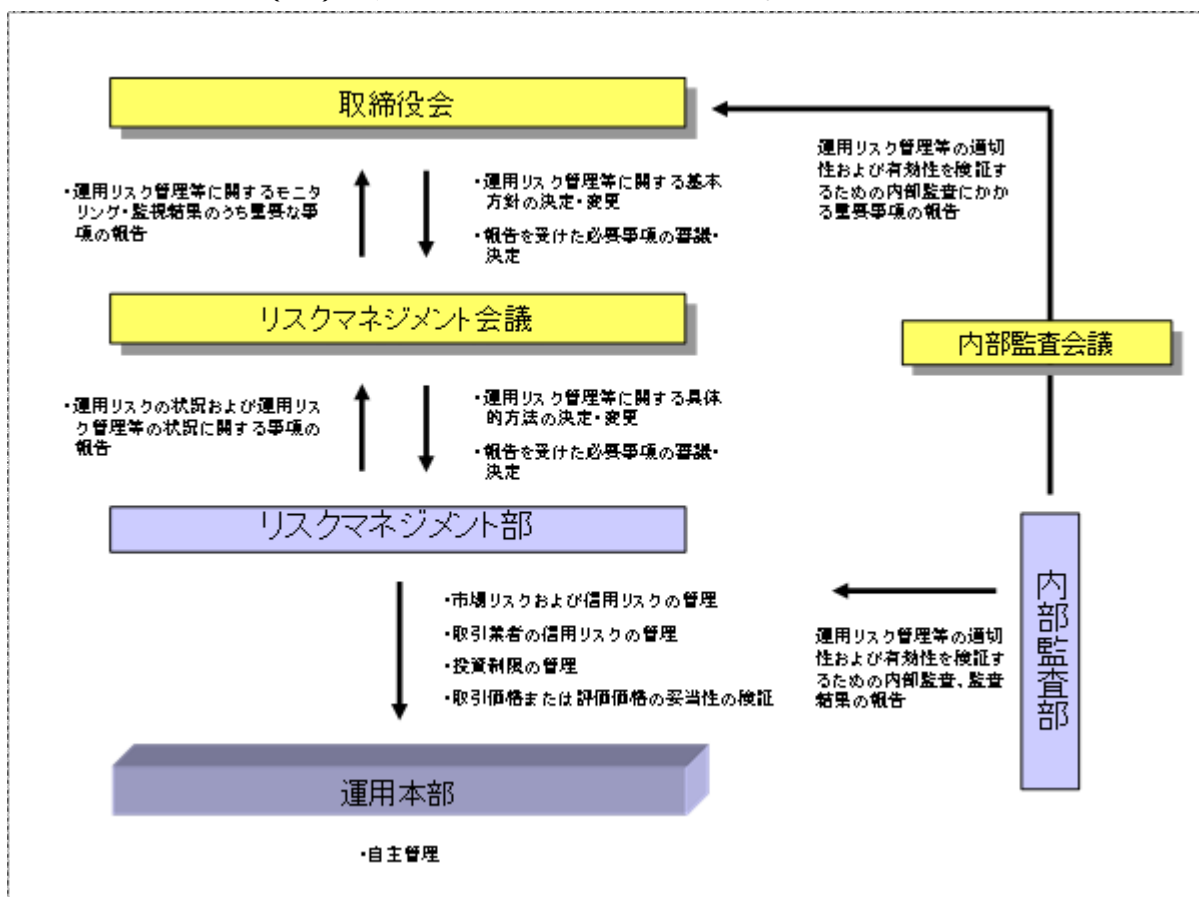 取締役会
・運用リスク管理等に関するモニ
タリング・監視結果のうち重要な事
項の報告
・運用リスク管理等に関する基本
方針の決定・変更
・報告を受けた必要事項の審議・
決定
運用リスク管理等の適切
性および有効性を検証す
るための内部監査にかか
る重要事項の報告
リスクマネジメント会議
内部監査会議
・運用リスクの状況および運用リス
ク管理等の状況に関する事項の
報告
・運用リスク管理等に関する具体
的方法の決定・変更
・報告を受けた必要事項の審議・
決定
リスクマネジメント部
・市場リスクおよび信用リスクの管理
・取引業者の信用リスクの管理
・投資制限の管理
・取引価格または評価価格の妥当性の検証
運用リスク管理等の適切
性および有効性を検証す
るための内部監査、監査
結果の報告
内部監査部
運用本部
・自主管理